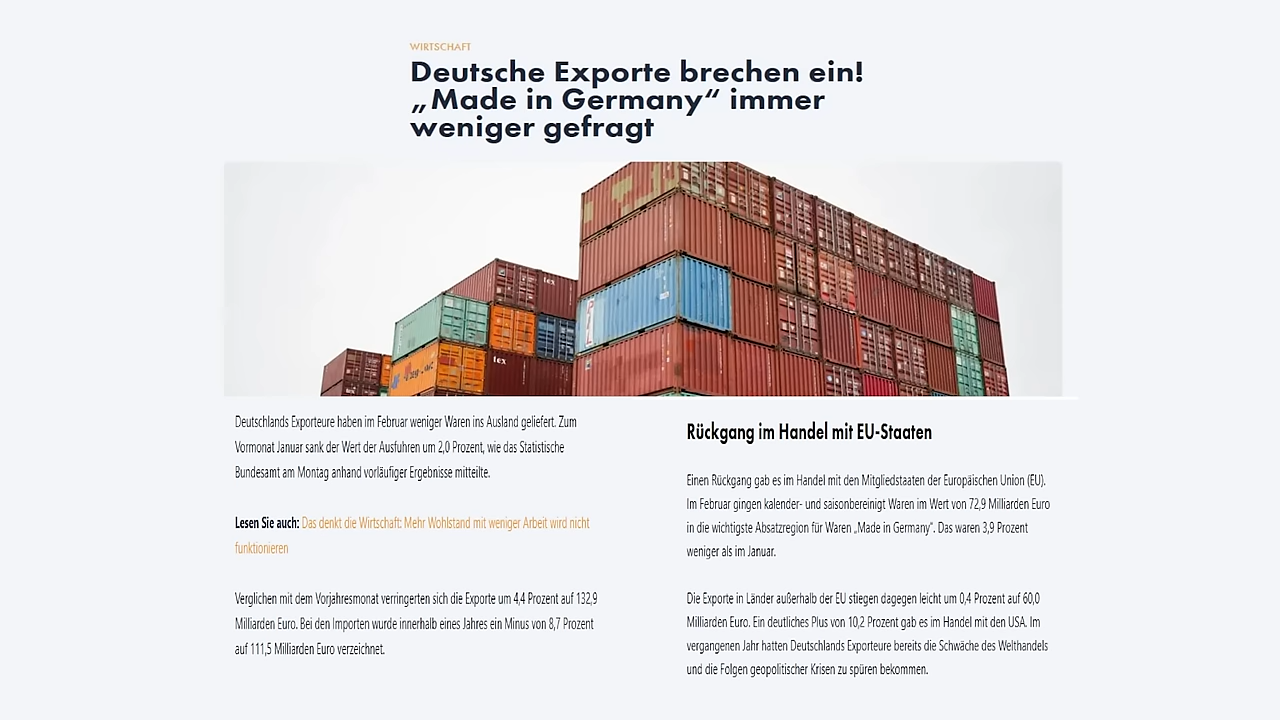 WIRTSCHAFT
Deutsche Exporte brechen ein!
„Made in Germany“ immer
weniger gefragt
tex
tex
Deutschlands Exporteure haben im Februar weniger Waren ins Ausland geliefert. Zum
Vormonat Januar sank der Wert der Ausfuhren um 2,0 Prozent, wie das Statistische
Bundesamt am Montag anhand vorläufiger Ergebnisse mitteilte.
Lesen Sie auch: Das denkt die Wirtschaft: Mehr Wohlstand mit weniger Arbeit wird nicht
funktionieren
Verglichen mit dem Vorjahresmonat verringerten sich die Exporte um 4,4 Prozent auf 132,9
Milliarden Euro. Bei den Importen wurde innerhalb eines Jahres ein Minus von 8,7 Prozent
auf 111,5 Milliarden Euro verzeichnet.
Rückgang im Handel mit EU-Staaten
Einen Rückgang gab es im Handel mit den Mitgliedstaaten der Europäischen Union (EU).
Im Februar gingen kalender- und saisonbereinigt Waren im Wert von 72,9 Milliarden Euro
in die wichtigste Absatzregion für Waren „Made in Germany“. Das waren 3,9 Prozent
weniger als im Januar.
Die Exporte in Länder außerhalb der EU stiegen dagegen leicht um 0,4 Prozent auf 60,0
Milliarden Euro. Ein deutliches Plus von 10,2 Prozent gab es im Handel mit den USA. Im
vergangenen Jahr hatten Deutschlands Exporteure bereits die Schwäche des Welthandels
und die Folgen geopolitischer Krisen zu spüren bekommen.